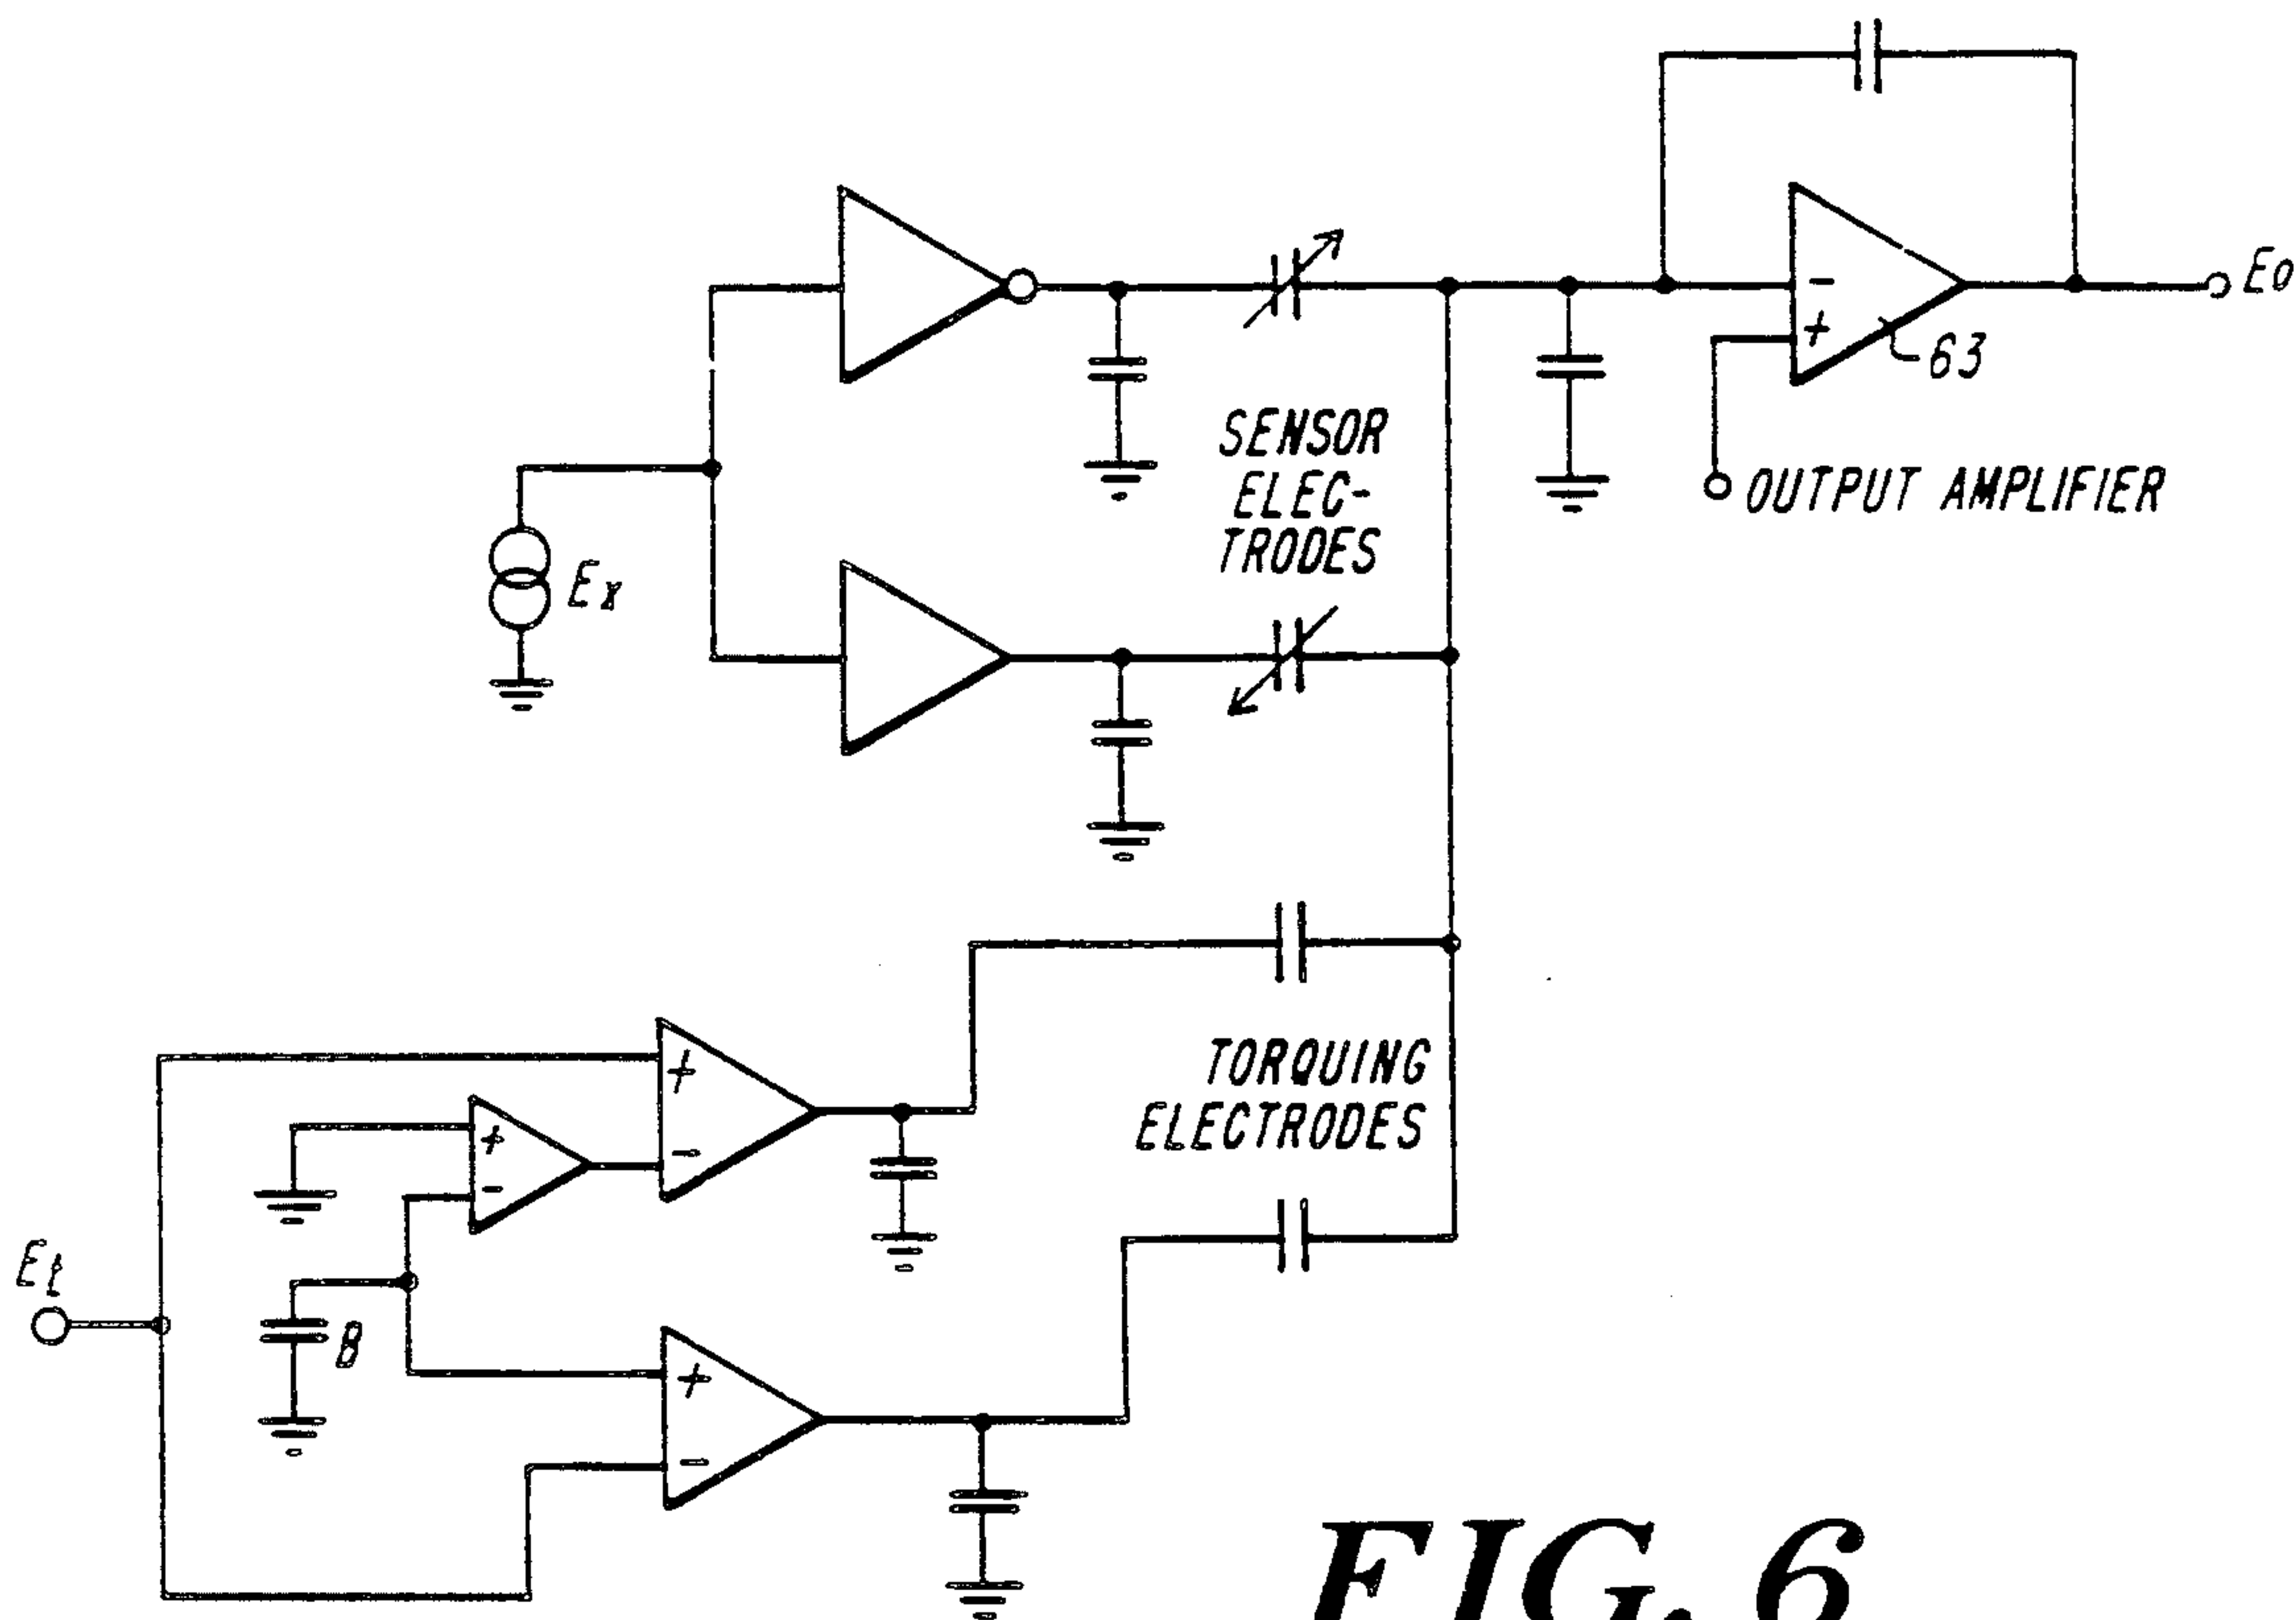 Eo
-
+
63
SENSOR
ELEC-
TRODES
OUTPUT AMPLIFIER
Ex
+
-
TORQUING
ELECTRODES
+
-
Et
B
+
-
FIG. 6